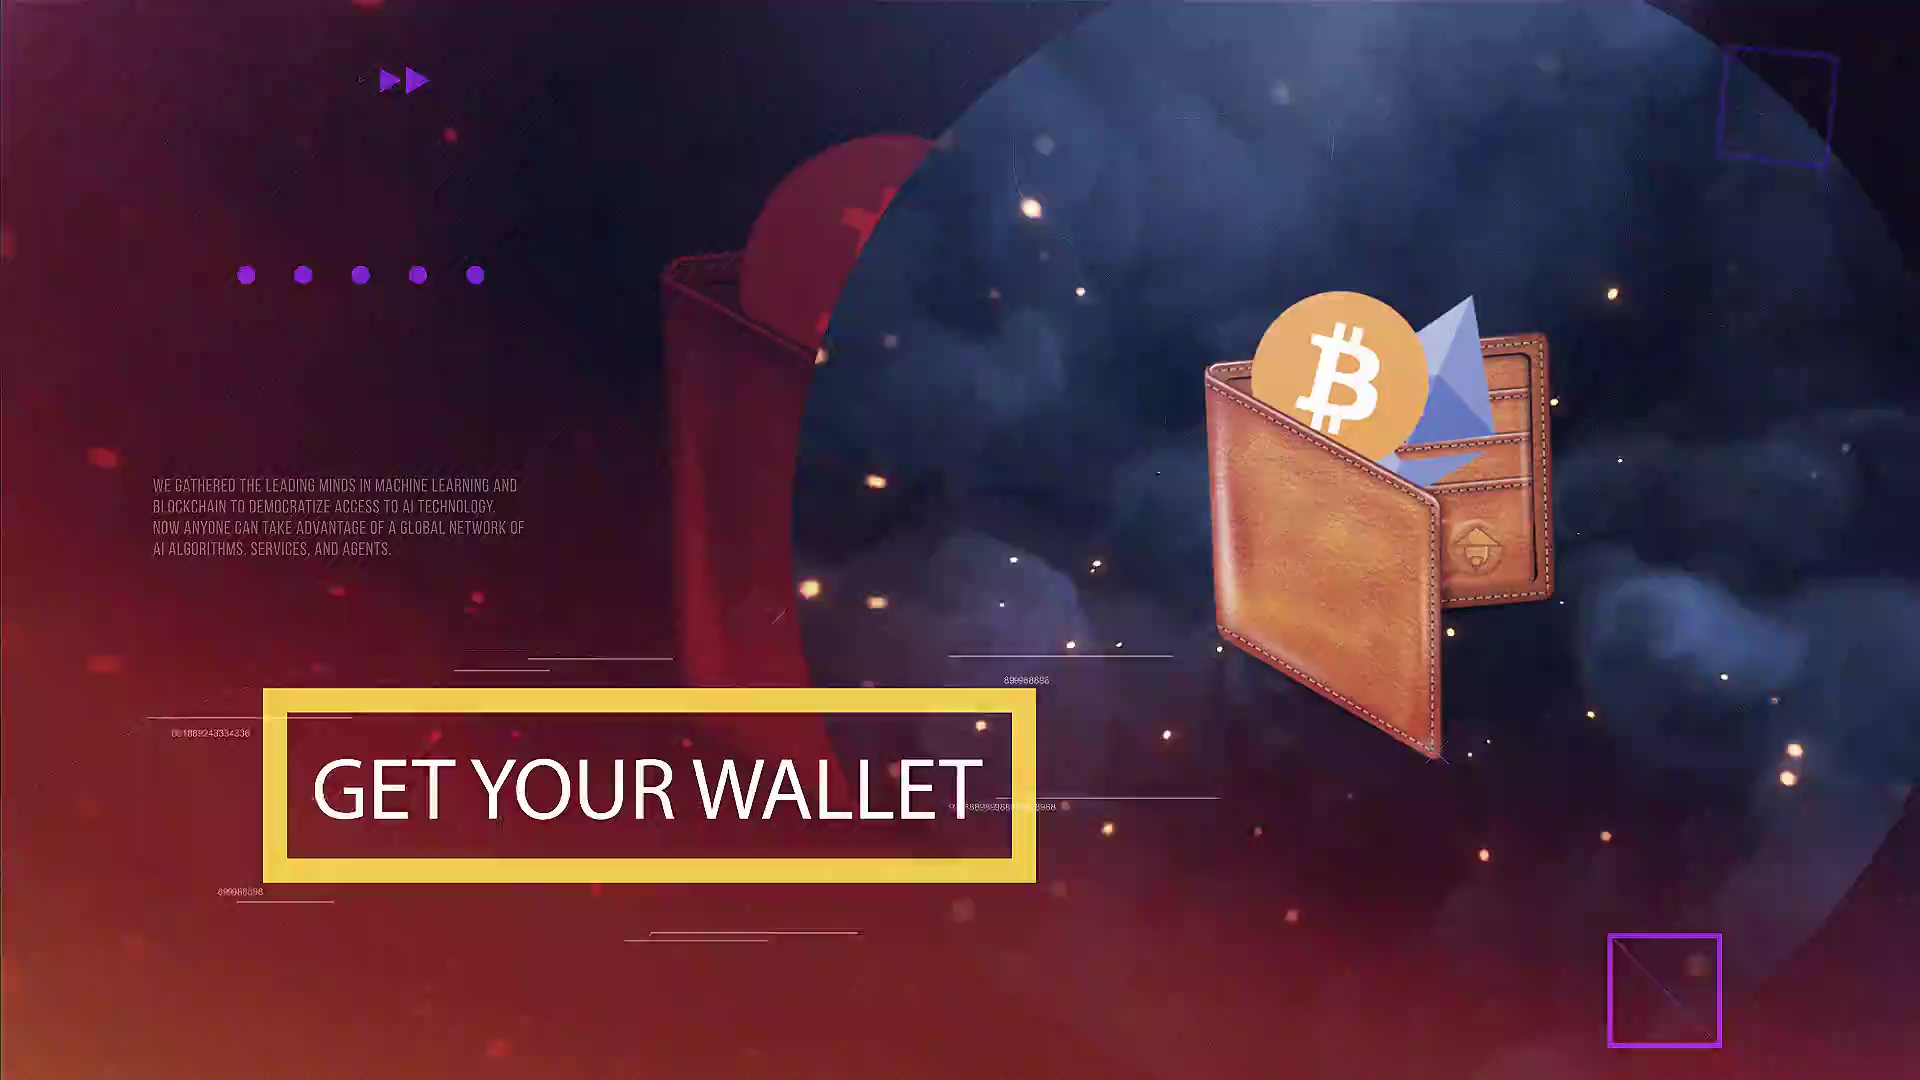 WE GATHERED THE LEADING MINDS IN MACHINE LEARNING AND
BLOCKCHAIN TO DEMOCRATIZE ACCESS TO AI TECHNOLOGY.
NOW ANYONE CAN TAKE ADVANTAGE OF A GLOBAL NETWORK OF
AI ALGORITHMS, SERVICES, AND AGENTS.
GET YOUR WALLET